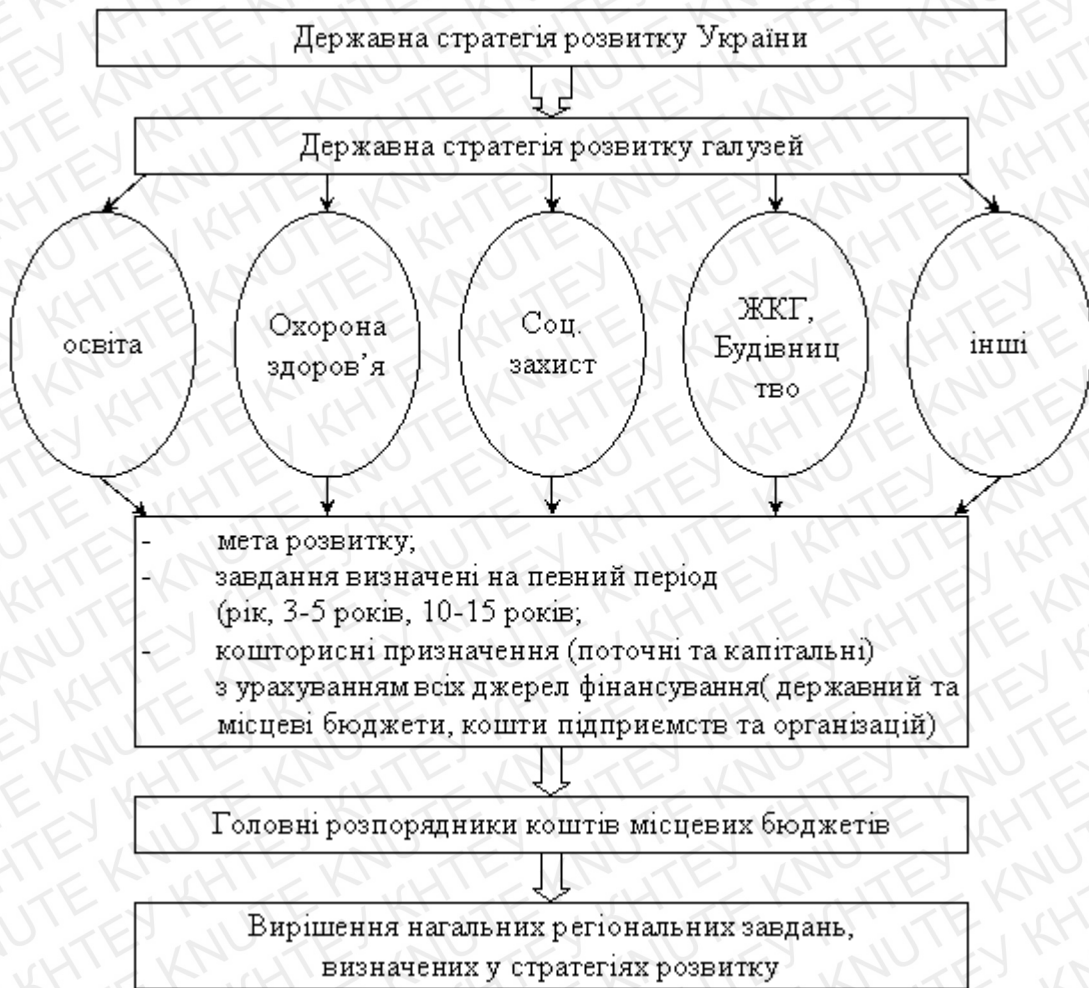 Державна стратегія розвитку України
Державна стратегія розвитку галузей
освіта
Охорона
здоров’я
Соц.
захист
ЖКГ,
Будівниц
тво
інші
- мета розвитку;
- завдання визначені на певний період
(рік, 3-5 років, 10-15 років;
- кошторисні призначення (поточні та капітальні)
з урахуванням всіх джерел фінансування( державний та
місцеві бюджети, кошти підприємств та організацій)
Головні розпорядники коштів місцевих бюджетів
Вирішення нагальних регіональних завдань,
визначених у стратегіях розвитку